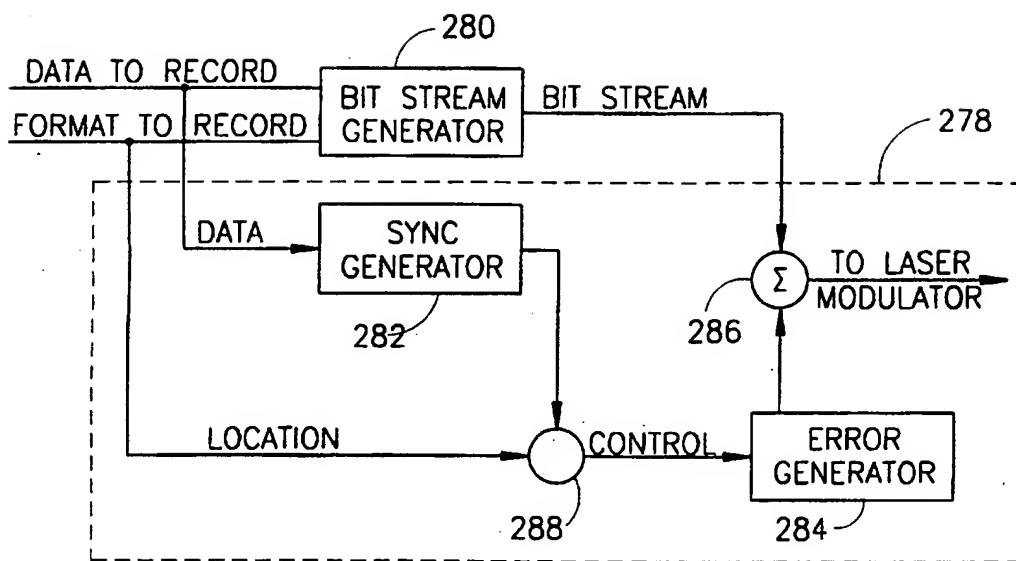 280
DATA TO RECORD
BIT STREAM
GENERATOR
BIT STREAM
FORMAT TO RECORD
278
DATA
SYNC
GENERATOR
282
Σ
286
TO LASER
MODULATOR
LOCATION
288
CONTROL
ERROR
GENERATOR
284